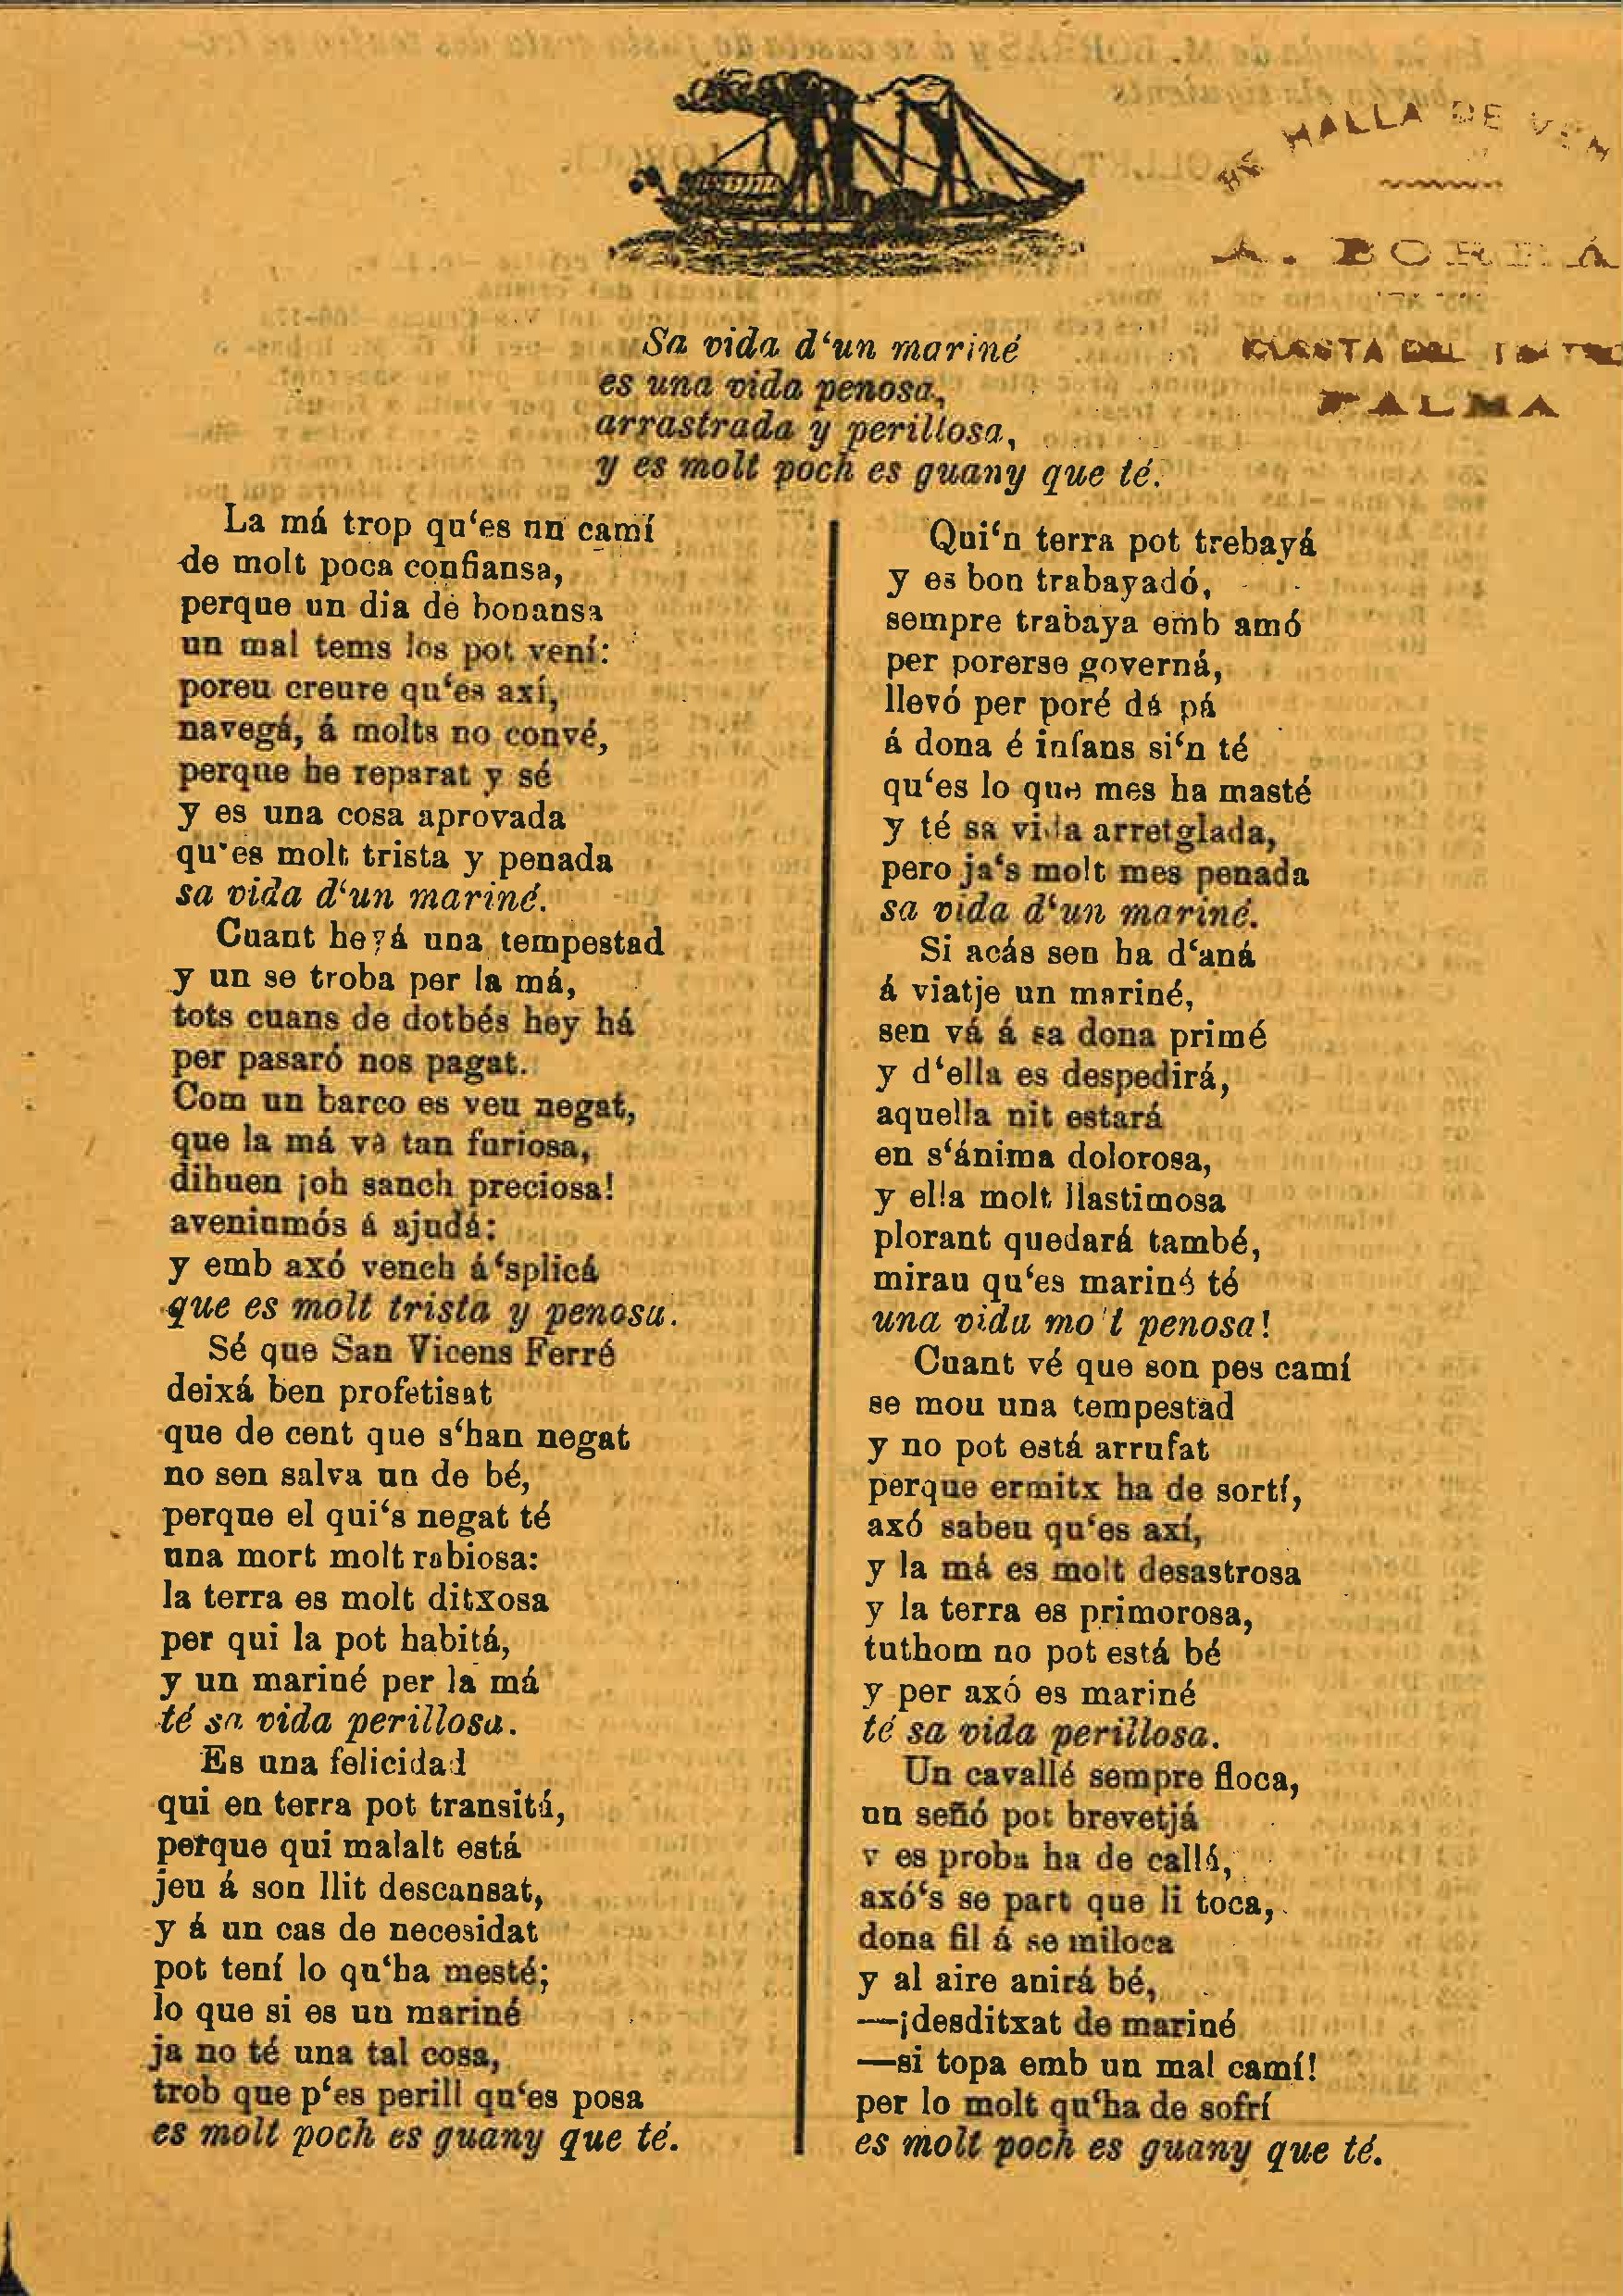 SE HALLA DE VEN
A. BORRÁ
CUESTA DEL TEATRO
PALMA
Sa vida d‘un mariné
es una vida penosa,
arrastrada y perillosa,
y es molt poch es guany que té.
La má trop qu‘es un camí
de molt poca confiansa,
perque un dia de bonansa
un mal tems los pot vení:
poreu creure qu‘es axí,
navegá, á molts no convé,
perque he reparat y sé
y es una cosa aprovada
qu‘es molt trista y penada
sa vida d‘un mariné.
Cuant heyá una tempestad
y un se troba per la má,
tots cuans de dotbés hey há
per pasaró nos pagat.
Com un barco es veu negat,
que la má va tan furiosa,
dihuen ¡oh sanch preciosa!
aveniumós á ajudá:
y emb axó vench á‘splicá
que es molt trista y penosa.
Sé que San Vicens Ferré
deixá ben profetisat
que de cent que s‘han negat
no sen salva un de bé,
perque el qui‘s negat té
una mort molt rabiosa:
la terra es molt ditxosa
per qui la pot habitá,
y un mariné per la má
té sa vida perillosa.
Es una felicidad
qui en terra pot transitá,
perque qui malalt está
jeu á son llit descansat,
y á un cas de necesidat
pot tení lo qu‘ha mesté;
lo que si es un mariné
ja no té una tal cosa,
trob que p‘es perill qu‘es posa
es molt poch es guany que té.
Qui‘n terra pot trebayá
y es bon trabayadó,
sempre trabaya emb amó
per porerse governá,
llevó per poré dá pá
á dona é infans si‘n té
qu‘es lo que mes ha masté
y té sa vida arretglada,
pero ja‘s molt mes penada
sa vida d‘un mariné.
Si acás sen ha d‘aná
á viatje un mariné,
sen vá á sa dona primé
y d‘ella es despedirá,
aquella nit estará
en s‘ánima dolorosa,
y ella molt llastimosa
plorant quedará també,
mirau qu‘es mariné té
una vida molt penosa!
Cuant vé que son pes camí
se mou una tempestad
y no pot está arrufat
perque ermitx ha de sortí,
axó sabeu qu‘es axí,
y la má es molt desastrosa
y la terra es primorosa,
tuthom no pot está bé
y per axó es mariné
té sa vida perillosa.
Un cavallé sempre floca,
un señó pot brevetjá
y es proba ha de callá,
axó‘s se part que li toca,
dona fil á se miloca
y al aire anirá bé,
—¡desditxat de mariné
—si topa emb un mal camí!
per lo molt qu‘ha de sofrí
es molt poch es guany que té.